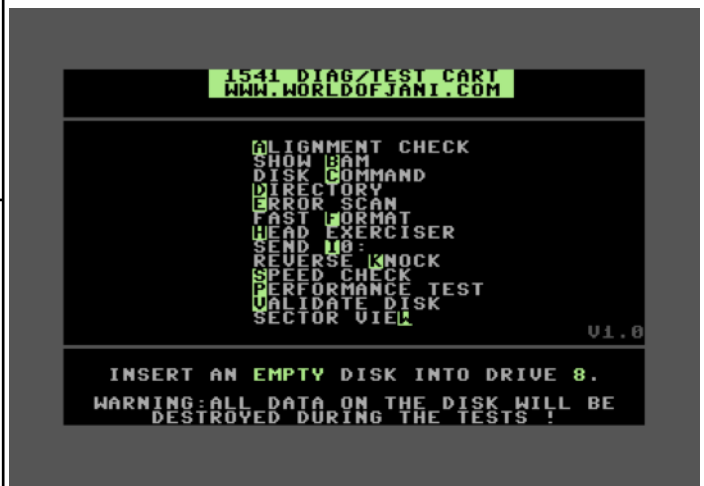 1541 DIAG/TEST CART
WWW.WORLDOFJANI.COM
ALIGNMENT CHECK
SHOW BAM
DISK COMMAND
DIRECTORY
ERROR SCAN
FAST FORMAT
HEAD EXERCISER
SEND I0:
REVERSE KNOCK
SPEED CHECK
PERFORMANCE TEST
VALIDATE DISK
SECTOR VIEW
V1.0
INSERT AN EMPTY DISK INTO DRIVE 8.
WARNING:ALL DATA ON THE DISK WILL BE
DESTROYED DURING THE TESTS !